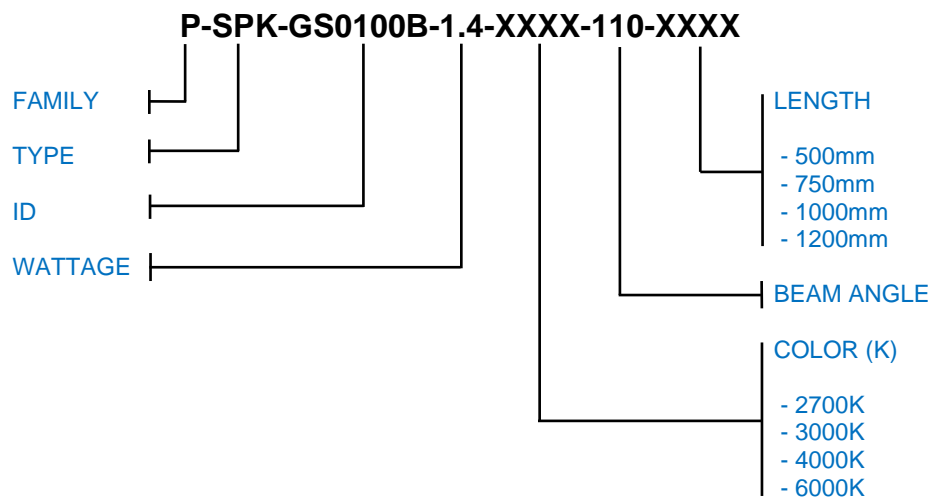 P-SPK-GS0100B-1.4-XXXX-110-XXXX
FAMILY
TYPE
ID
WATTAGE
LENGTH
- 500mm
- 750mm
- 1000mm
- 1200mm
BEAM ANGLE
COLOR (K)
- 2700K
- 3000K
- 4000K
- 6000K